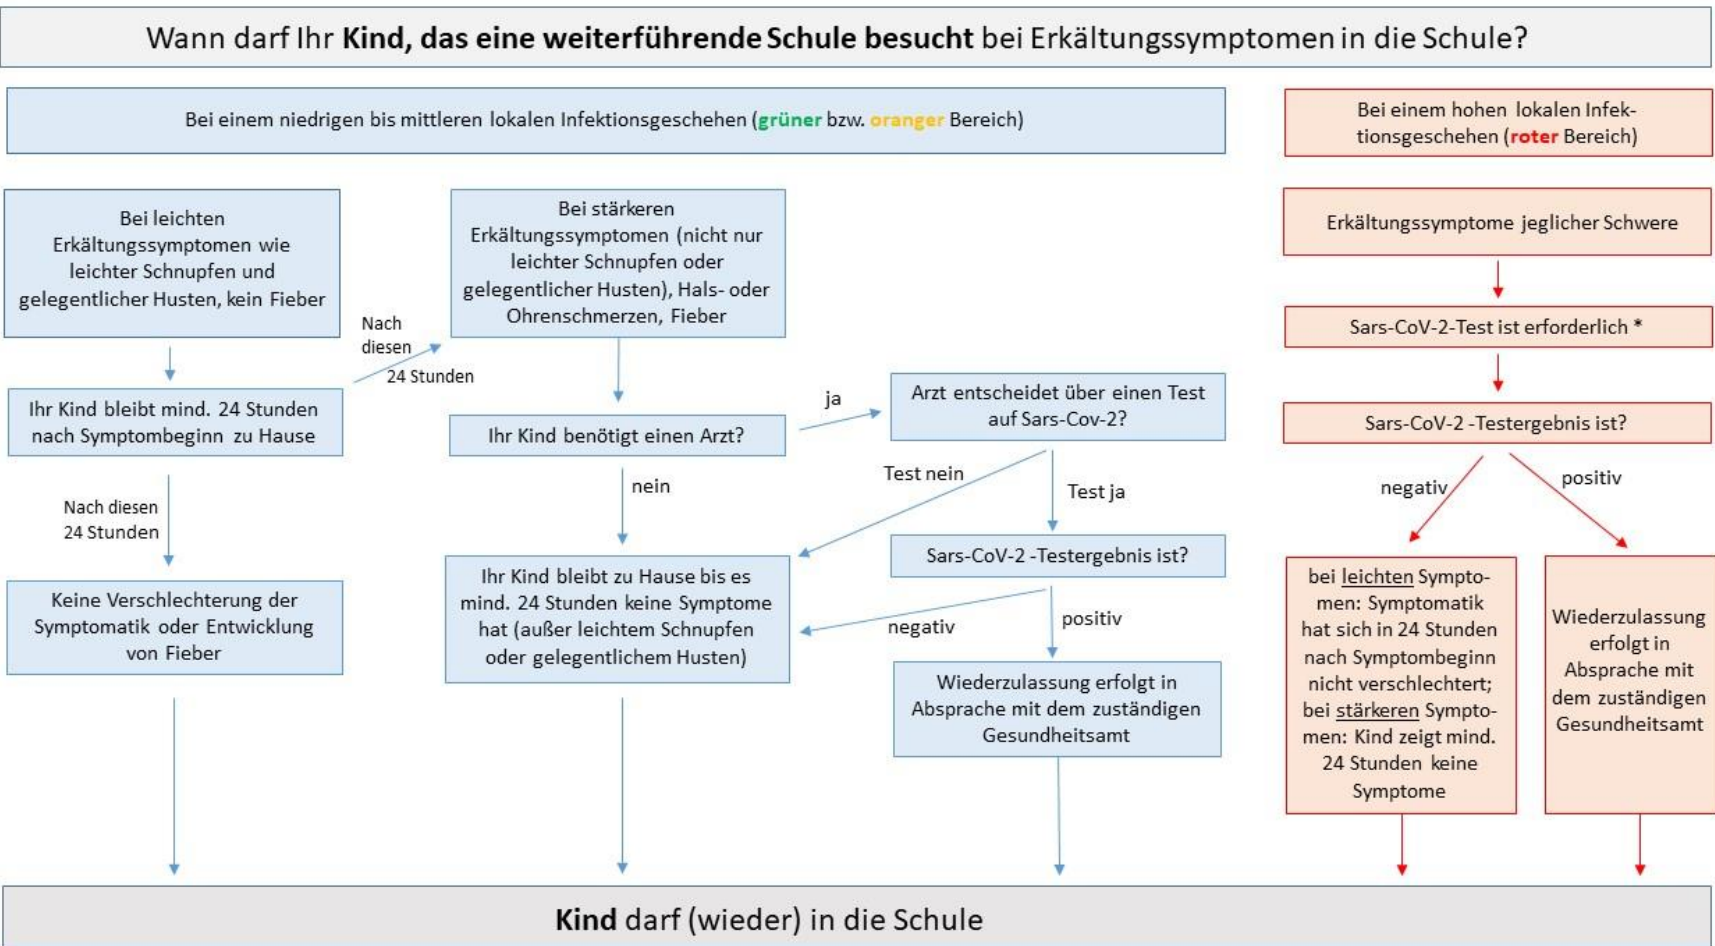 Wann darf Ihr Kind, das eine weiterführende Schule besucht bei Erkältungssymptomen in die Schule?
Bei einem niedrigen bis mittleren lokalen Infektionsgeschehen (grüner bzw. oranger Bereich)
Bei einem hohen lokalen Infek-
tionsgeschehen (roter Bereich)
Bei leichten
Erkältungssymptomen wie
leichter Schnupfen und
gelegentlicher Husten, kein Fieber
Nach
diesen
24 Stunden
Ihr Kind bleibt mind. 24 Stunden
nach Symptombeginn zu Hause
Nach diesen
24 Stunden
Keine Verschlechterung der
Symptomatik oder Entwicklung
von Fieber
Bei stärkeren
Erkältungssymptomen (nicht nur
leichter Schnupfen oder
gelegentlicher Husten), Hals- oder
Ohrenschmerzen, Fieber
Ihr Kind benötigt einen Arzt?
ja
nein
Ihr Kind bleibt zu Hause bis es
mind. 24 Stunden keine Symptome
hat (außer leichtem Schnupfen
oder gelegentlichem Husten)
Arzt entscheidet über einen Test
auf Sars-Cov-2?
Test nein
Test ja
Sars-CoV-2 -Testergebnis ist?
negativ
positiv
Wiederzulassung erfolgt in
Absprache mit dem zuständigen
Gesundheitsamt
Erkältungssymptome jeglicher Schwere
Sars-CoV-2-Test ist erforderlich *
Sars-CoV-2 -Testergebnis ist?
negativ
positiv
bei leichten Sympto-
men: Symptomatik
hat sich in 24 Stunden
nach Symptombeginn
nicht verschlechtert;
bei stärkeren Sympto-
men: Kind zeigt mind.
24 Stunden keine
Symptome
Wiederzulassung
erfolgt in
Absprache mit
dem zuständigen
Gesundheitsamt
Kind darf (wieder) in die Schule